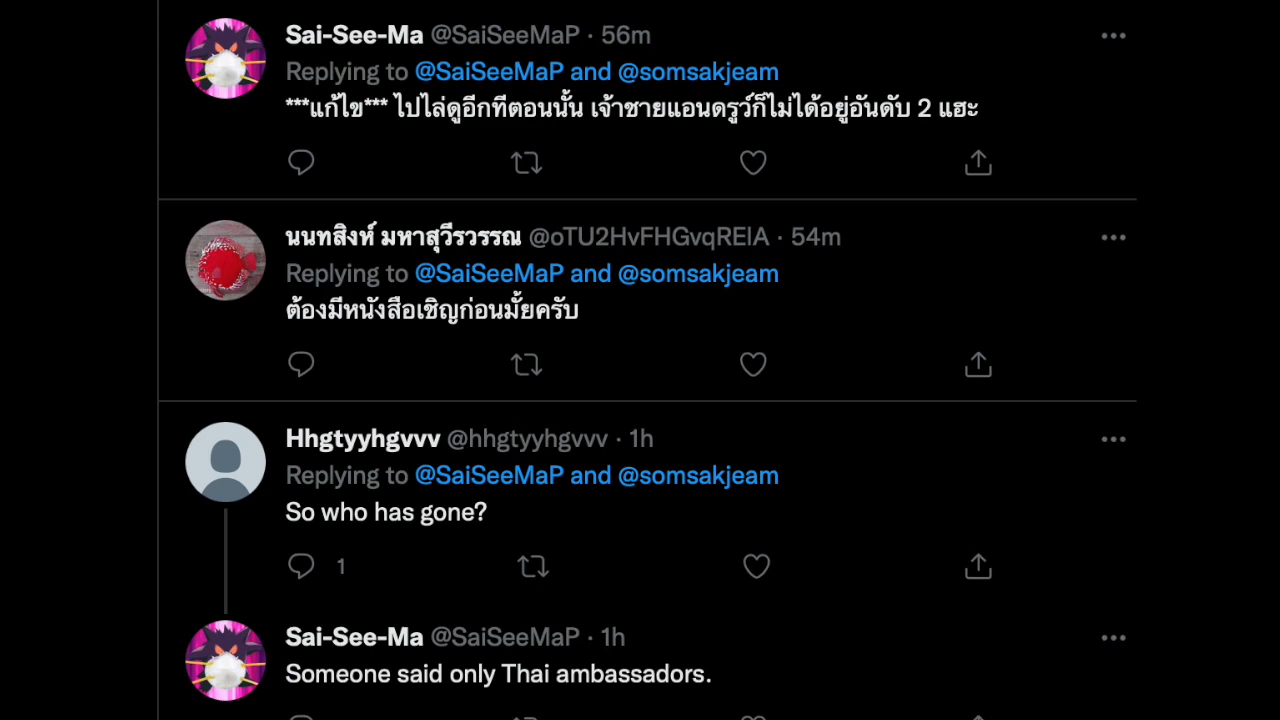 Sai-See-Ma @SaiSeeMaP · 56m
Replying to @SaiSeeMaP and @somsakjeam
***แก้ไข*** ไปไล่ดูอีกทีตอนนั้น เจ้าชายแอนดรูว์ก็ไม่ได้อยู่อันดับ 2 แฮะ
นนทสิงห์ มหาสุวีรวรรณ @oTU2HvFHGvqRElA · 54m
Replying to @SaiSeeMaP and @somsakjeam
ต้องมีหนังสือเชิญก่อนมั้ยครับ
Hhgtyyhgvvv @hhgtyyhgvvv · 1h
Replying to @SaiSeeMaP and @somsakjeam
So who has gone?
1
Sai-See-Ma @SaiSeeMaP · 1h
Someone said only Thai ambassadors.